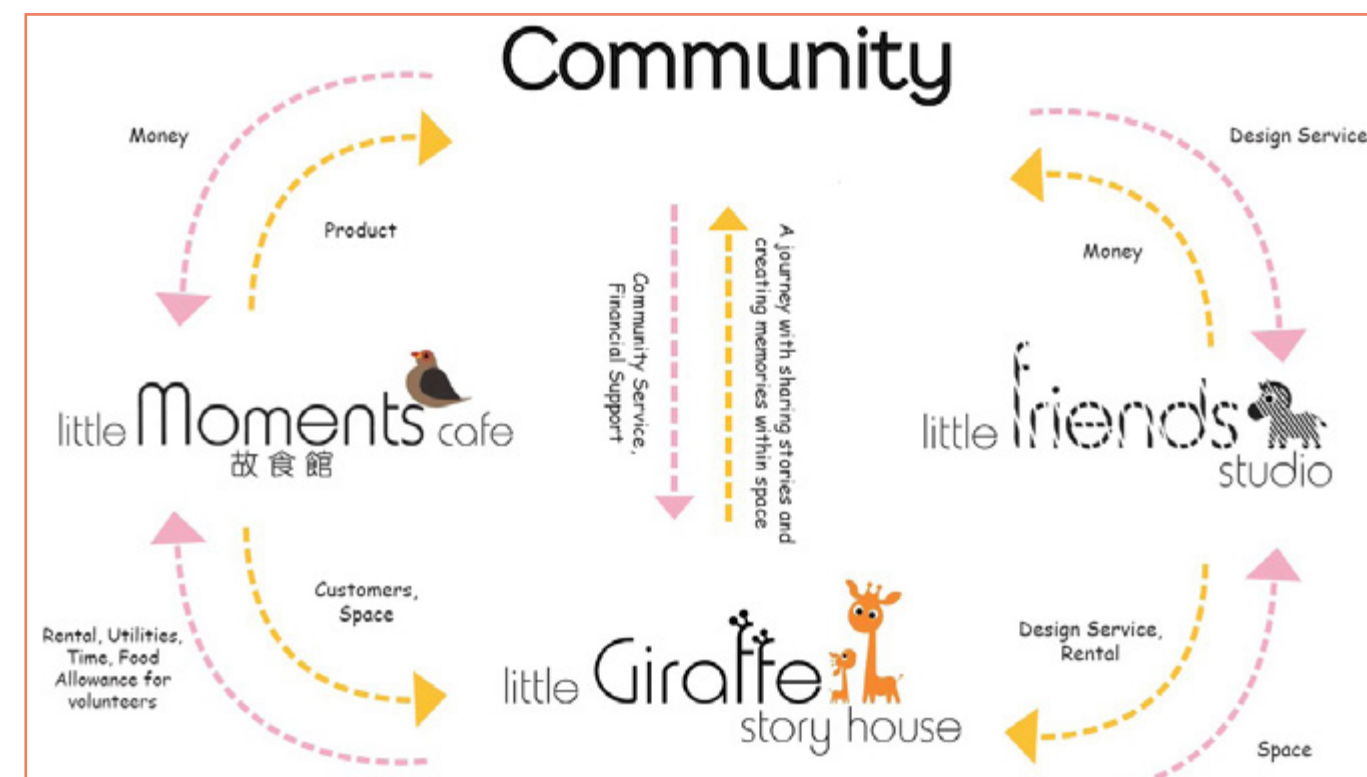 Community
Money
Product
Design Service
Money
Community Service,
Financial Support
A journey with sharing stories and
creating memories within space
little Moments cafe
故食館
little friends
studio
Rental, Utilities,
Time, Food
Allowance for
volunteers
Customers,
Space
little Giraffe
story house
Design Service,
Rental
Space